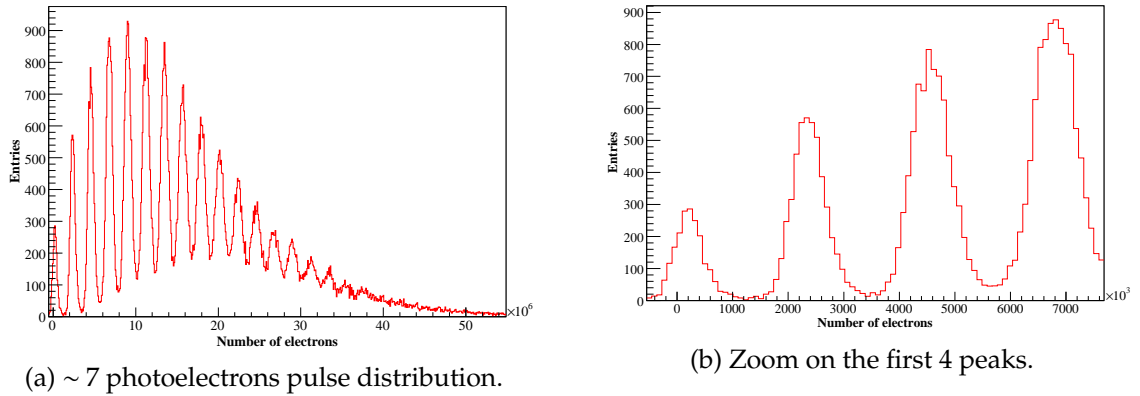 Entries
900
800
700
600
500
400
300
200
100
0
0 10 20 30 40 50
×10⁶
Number of electrons
(a) ∼ 7 photoelectrons pulse distribution.
Entries
900
800
700
600
500
400
300
200
100
0
0 1000 2000 3000 4000 5000 6000 7000
×10³
Number of electrons
(b) Zoom on the first 4 peaks.